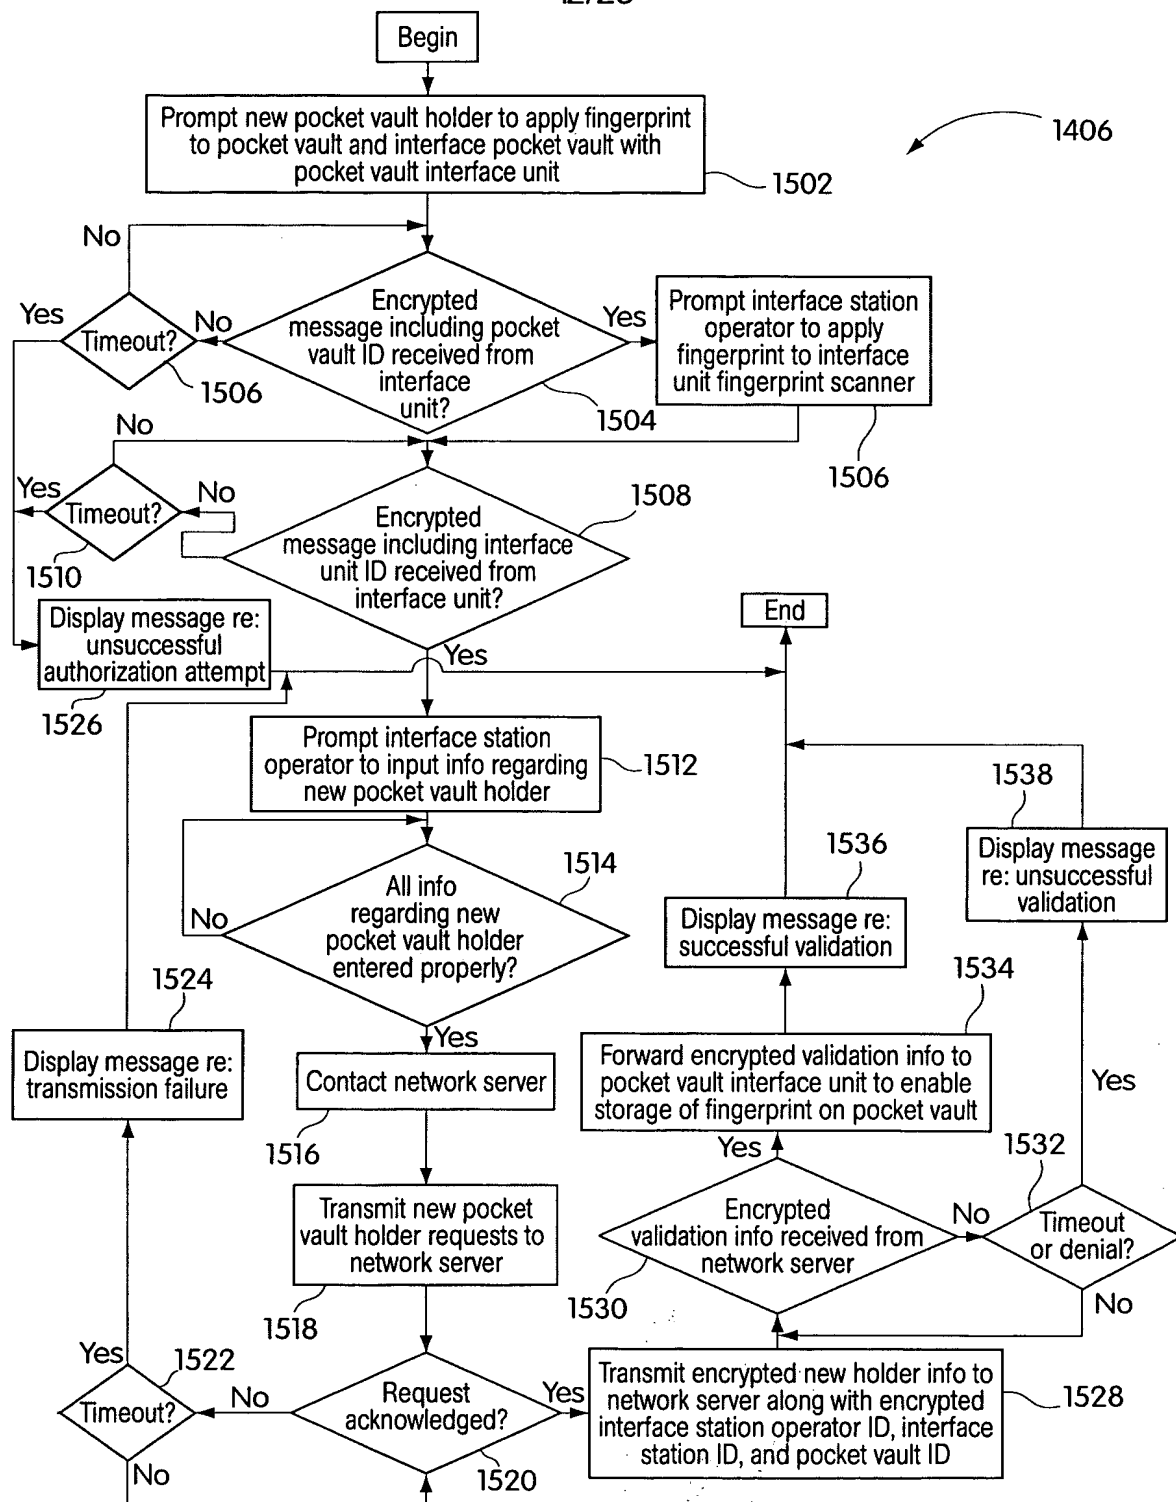 Begin
Prompt new pocket vault holder to apply fingerprint
to pocket vault and interface pocket vault with
pocket vault interface unit
1406
1502
No
Yes
Timeout?
No
1506
Encrypted
message including pocket
vault ID received from
interface
unit?
1504
Yes
Prompt interface station
operator to apply
fingerprint to interface
unit fingerprint scanner
1506
No
Yes
Timeout?
No
1510
Encrypted
message including interface
unit ID received from
interface unit?
1508
Yes
Display message re:
unsuccessful
authorization attempt
1526
End
Prompt interface station
operator to input info regarding
new pocket vault holder
1512
All info
regarding new
pocket vault holder
entered properly?
1514
No
Yes
1536
Display message re:
successful validation
1538
Display message
re: unsuccessful
validation
1524
Display message re:
transmission failure
Contact network server
1516
1534
Forward encrypted validation info to
pocket vault interface unit to enable
storage of fingerprint on pocket vault
Yes
Yes
Transmit new pocket
vault holder requests to
network server
1518
Encrypted
validation info received from
network server
1530
No
1532
Timeout
or denial?
No
Yes
1522
Timeout?
No
No
Request
acknowledged?
1520
Yes
Transmit encrypted new holder info to
network server along with encrypted
interface station operator ID, interface
station ID, and pocket vault ID
1528